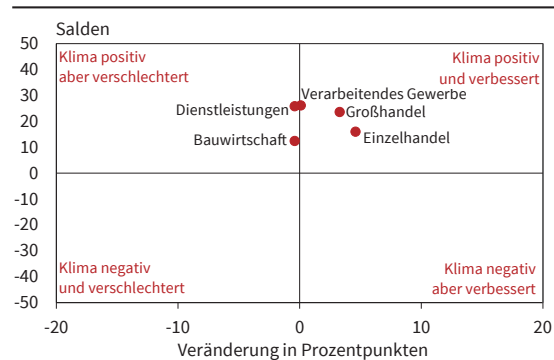 Salden
50
40
30
20
10
0
-10
-20
-30
-40
-50
Klima positiv
aber verschlechtert
Klima positiv
und verbessert
Verarbeitendes Gewerbe
Dienstleistungen
Großhandel
Bauwirtschaft
Einzelhandel
Klima negativ
und verschlechtert
Klima negativ
aber verbessert
-20
-10
0
10
20
Veränderung in Prozentpunkten